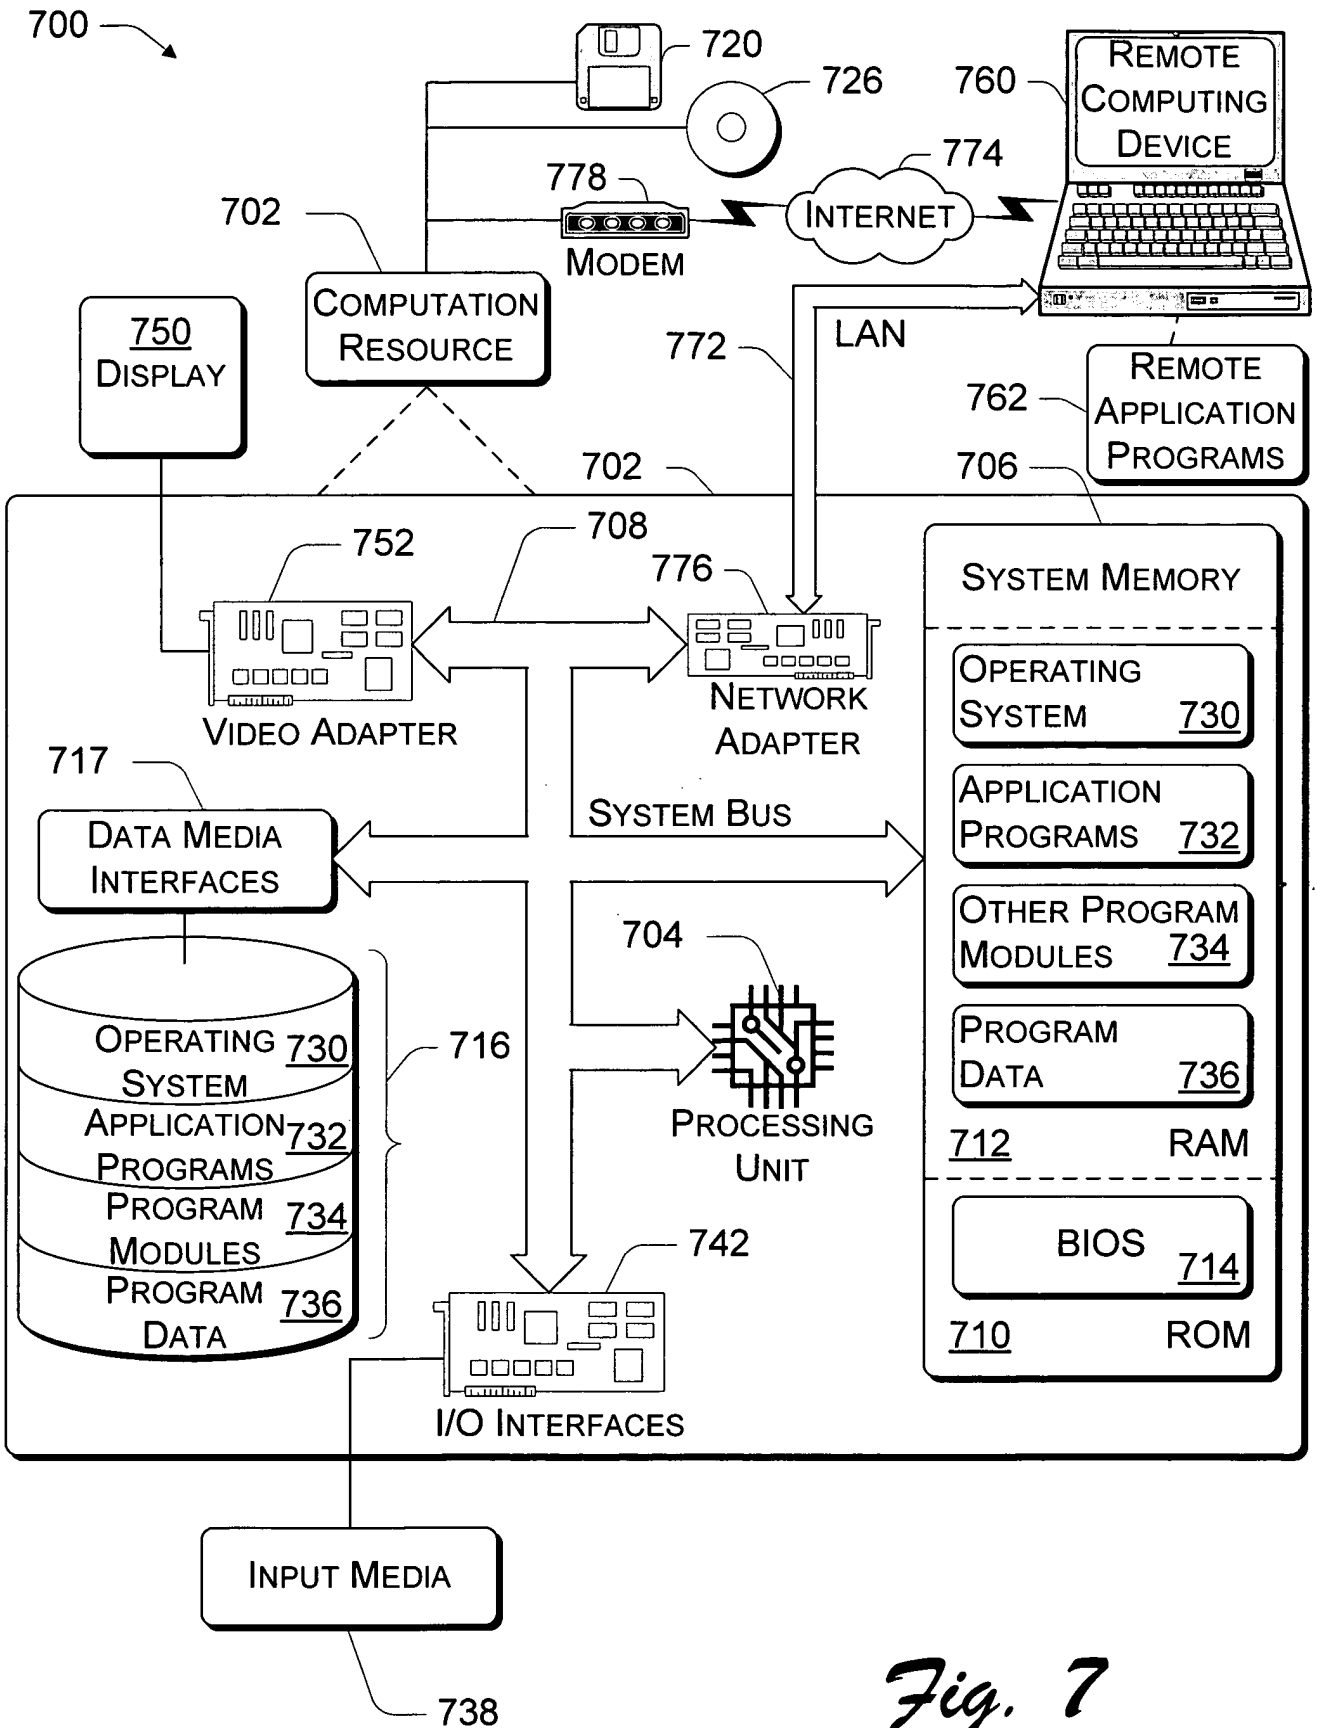 700
720
726
760
REMOTE
COMPUTING
DEVICE
774
778
702
INTERNET
MODEM
COMPUTATION
RESOURCE
750
DISPLAY
772
LAN
762
REMOTE
APPLICATION
PROGRAMS
702
706
708
752
776
SYSTEM MEMORY
OPERATING
SYSTEM 730
VIDEO ADAPTER
NETWORK
ADAPTER
717
APPLICATION
PROGRAMS 732
SYSTEM BUS
DATA MEDIA
INTERFACES
OTHER PROGRAM
MODULES 734
704
PROGRAM
DATA 736
716
OPERATING 730
SYSTEM
APPLICATION 732
PROGRAMS
PROGRAM 734
MODULES
PROGRAM 736
DATA
PROCESSING
UNIT
712 RAM
742
BIOS
714
710 ROM
I/O INTERFACES
INPUT MEDIA
738
Fig. 7